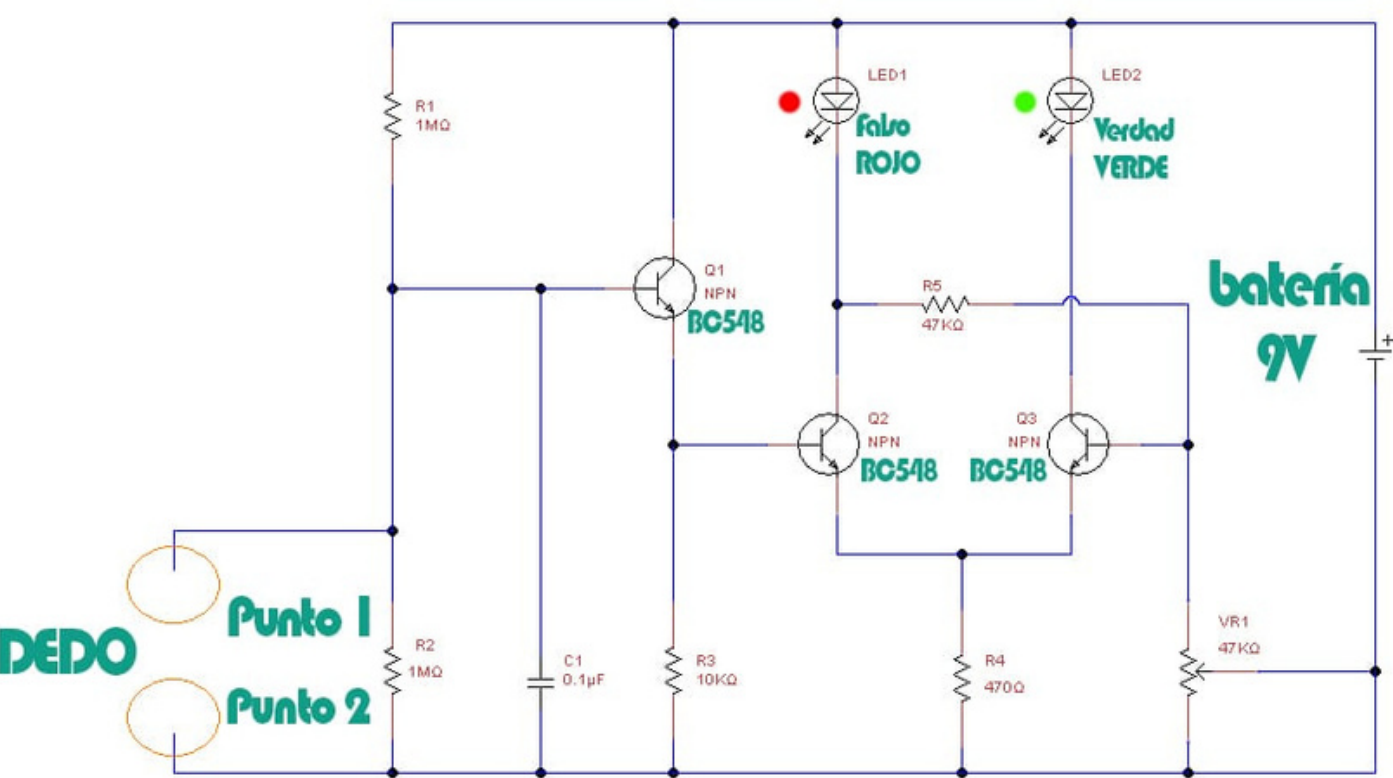 R1
1MΩ
LED1
Falso
ROJO
LED2
Verdad
VERDE
Q1
NPN
BC548
R5
47KΩ
batería
9V
+
Q2
NPN
BC548
Q3
NPN
BC548
DEDO
Punto 1
Punto 2
R2
1MΩ
C1
0.1µF
R3
10KΩ
R4
470Ω
VR1
47KΩ